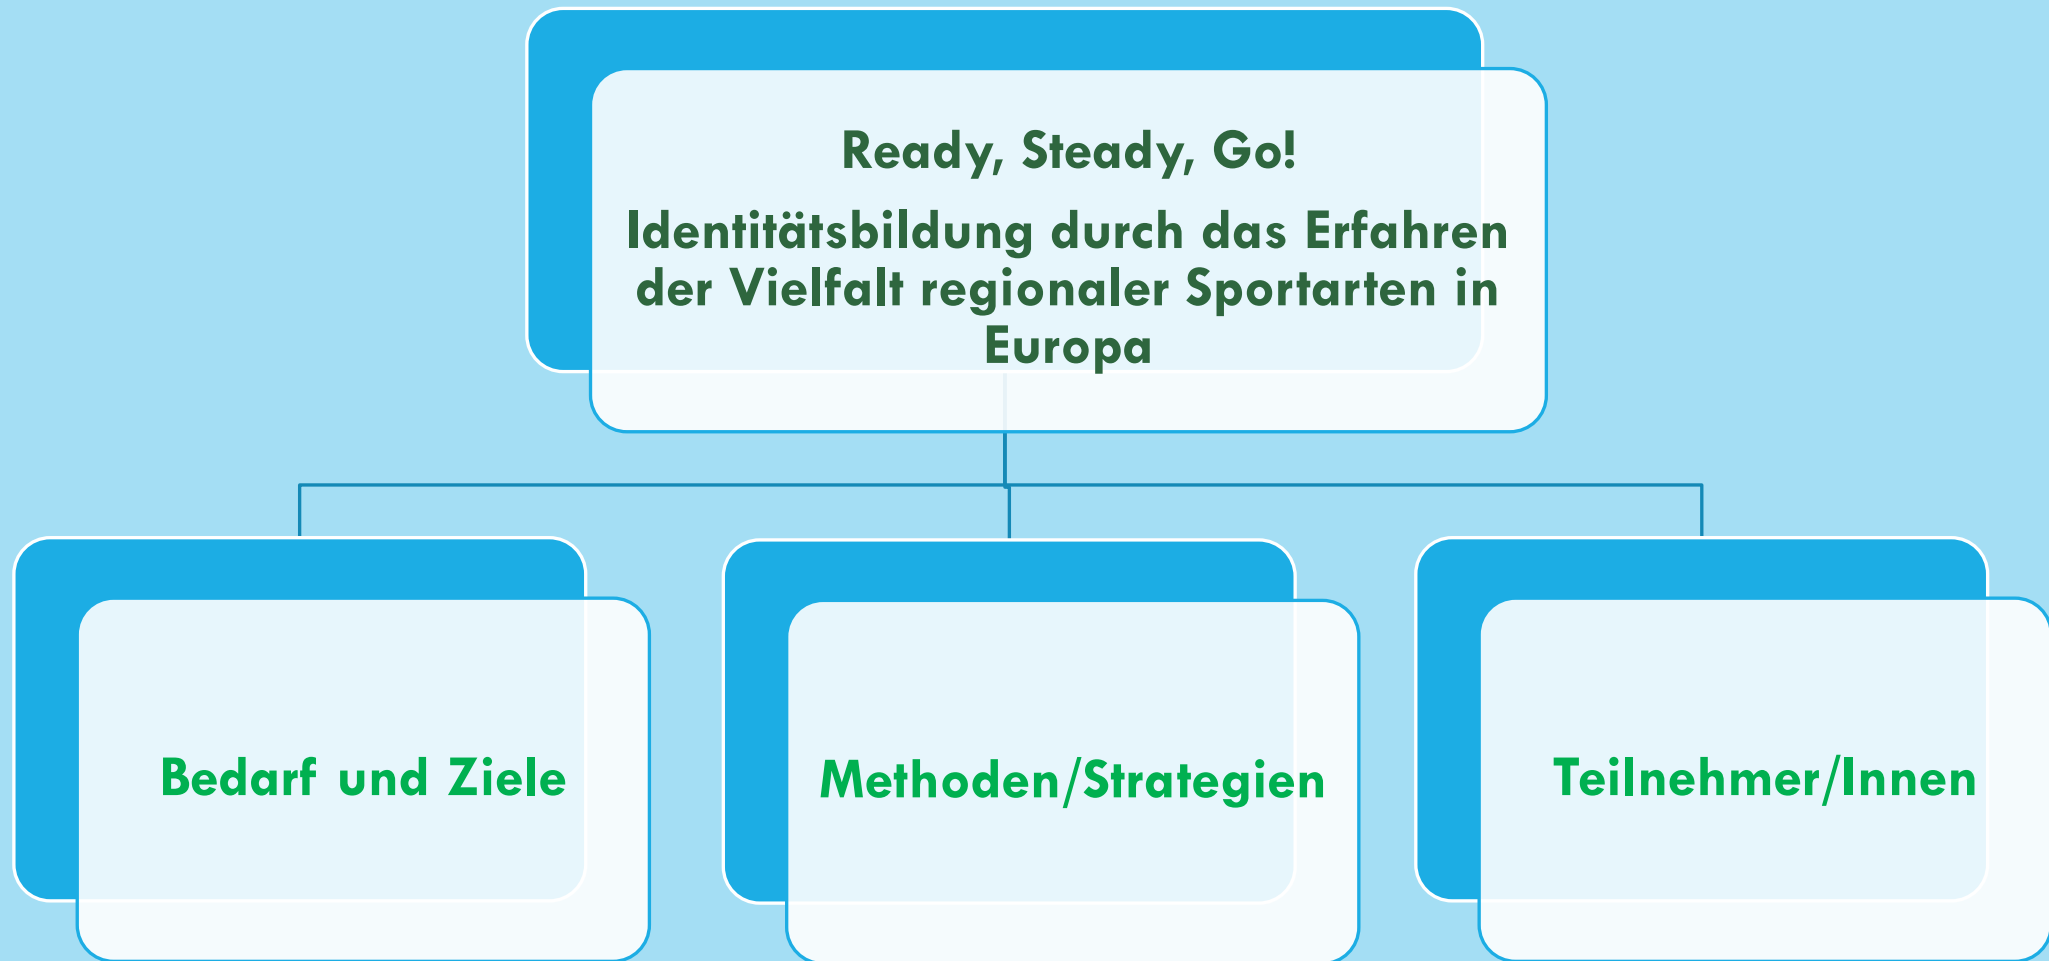 Ready, Steady, Go!
Identitätsbildung durch das Erfahren
der Vielfalt regionaler Sportarten in
Europa
Bedarf und Ziele
Methoden/Strategien
Teilnehmer/Innen